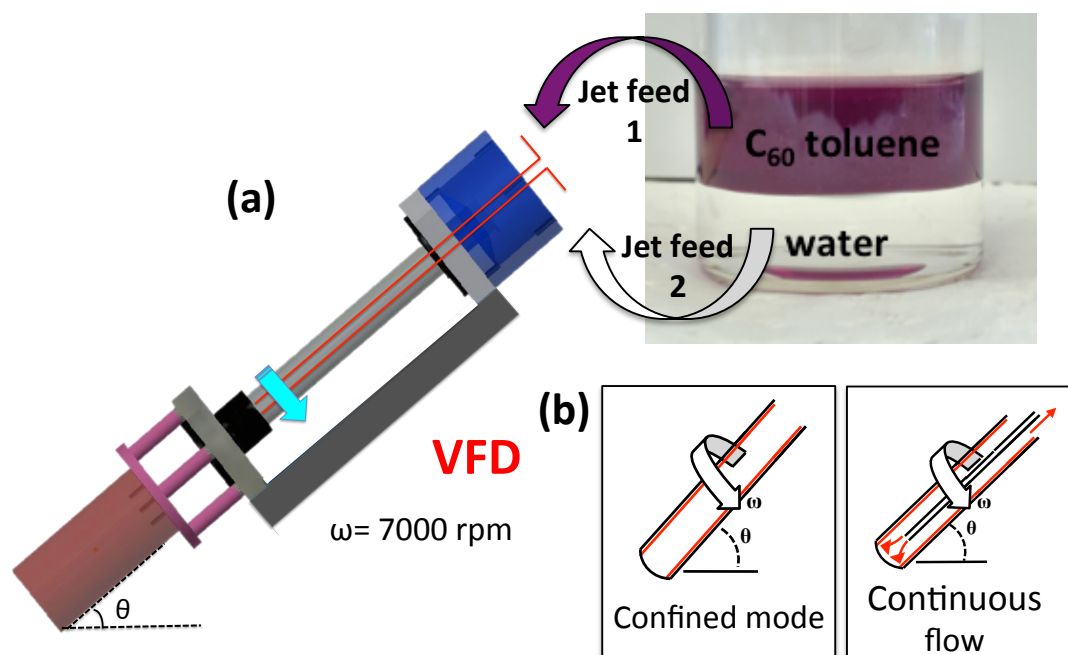 Jet feed
1
C₆₀ toluene
(a)
Jet feed
2
water
VFD
ω= 7000 rpm
θ
(b)
ω
θ
Confined mode
ω
θ
Continuous
flow